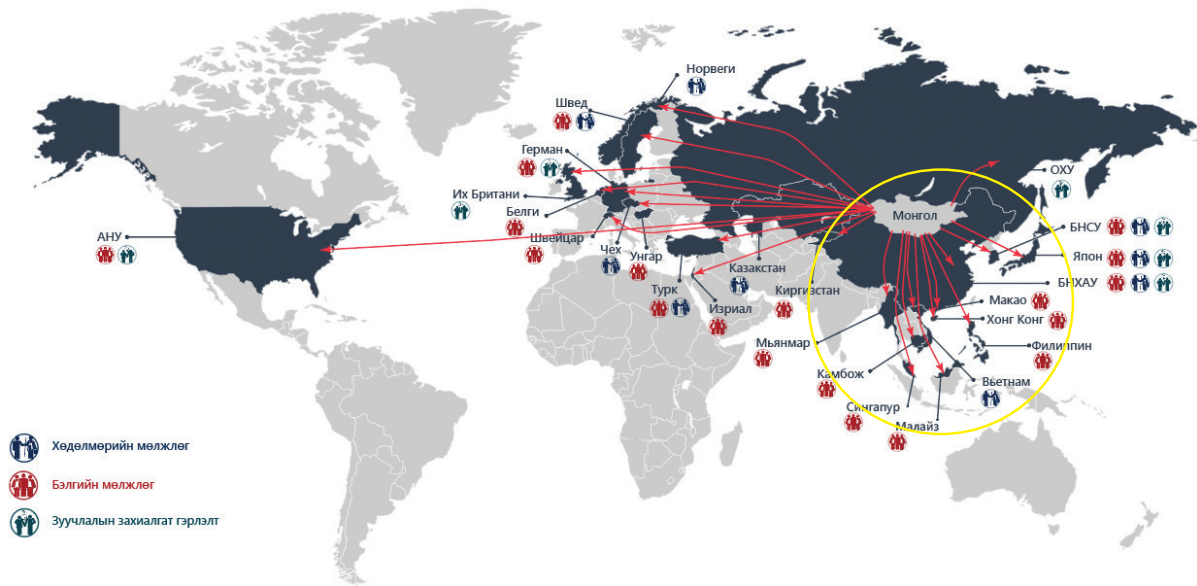 Норвеги
Швед
Герман
Их Британи
Белги
Швейцар
Чех
Унгар
Турк
Изриал
Казакстан
Киргизстан
АНУ
Монгол
ОХУ
БНСУ
Япон
БНХАУ
Макао
Хонг Конг
Филиппин
Мьянмар
Камбож
Вьетнам
Сингапур
Малайз
Хөдөлмөрийн мөлжлөг
Бэлгийн мөлжлөг
Зуучлалын захиалгат гэрлэлт